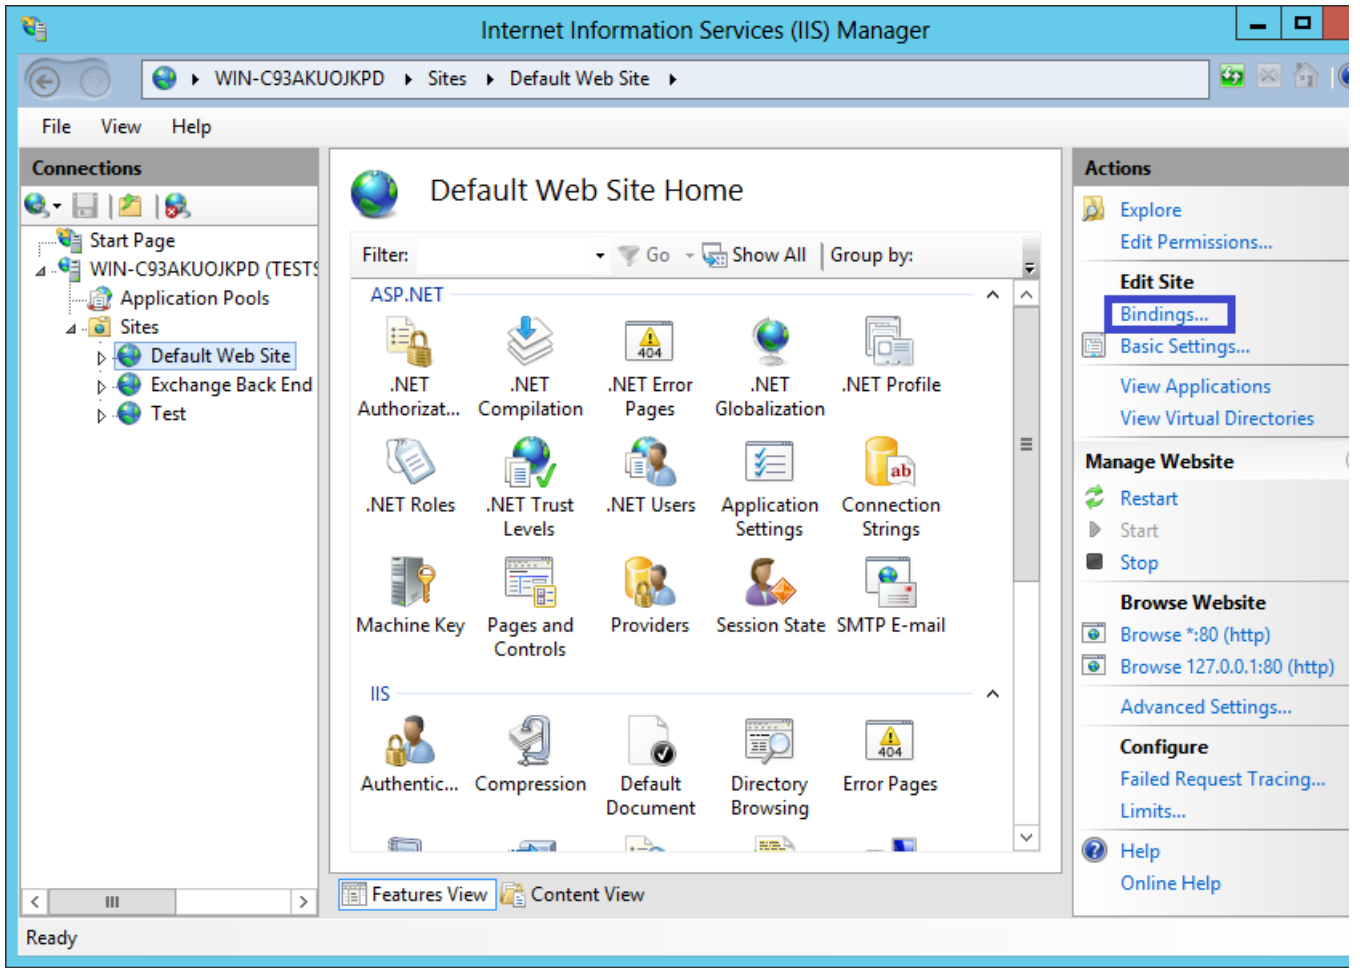 Internet Information Services (IIS) Manager
WIN-C93AKUOJKPD Sites Default Web Site
File View Help
Connections
Start Page
WIN-C93AKUOJKPD (TESTS
Application Pools
Sites
Default Web Site
Exchange Back End
Test
Default Web Site Home
Filter: Go Show All Group by:
ASP.NET
.NET Authorizat...
.NET Compilation
.NET Error Pages
.NET Globalization
.NET Profile
.NET Roles
.NET Trust Levels
.NET Users
Application Settings
Connection Strings
Machine Key
Pages and Controls
Providers
Session State
SMTP E-mail
IIS
Authentic...
Compression
Default Document
Directory Browsing
Error Pages
Features View
Content View
Actions
Explore
Edit Permissions...
Edit Site
Bindings...
Basic Settings...
View Applications
View Virtual Directories
Manage Website
Restart
Start
Stop
Browse Website
Browse *:80 (http)
Browse 127.0.0.1:80 (http)
Advanced Settings...
Configure
Failed Request Tracing...
Limits...
Help
Online Help
Ready